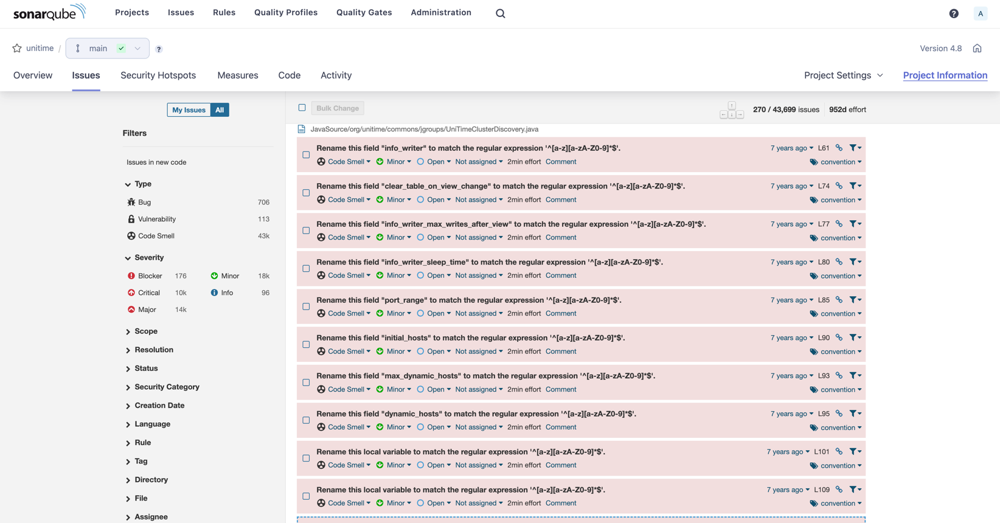 sonarqube
Projects Issues Rules Quality Profiles Quality Gates Administration
? A
unitime / main ?
Version 4.8
Overview Issues Security Hotspots Measures Code Activity
Project Settings Project Information
My Issues All
Bulk Change
270 / 43,699 issues 952d effort
Filters
Issues in new code
Type
Bug 706
Vulnerability 113
Code Smell 43k
Severity
Blocker 176 Minor 18k
Critical 10k Info 96
Major 14k
Scope
Resolution
Status
Security Category
Creation Date
Language
Rule
Tag
Directory
File
Assignee
JavaSource/org/unitime/commons/jgroups/UniTimeClusterDiscovery.java
Rename this field "info_writer" to match the regular expression '^[a-z][a-zA-Z0-9]*$'. 7 years ago L61
Code Smell Minor Open Not assigned 2min effort Comment convention
Rename this field "clear_table_on_view_change" to match the regular expression '^[a-z][a-zA-Z0-9]*$'. 7 years ago L74
Code Smell Minor Open Not assigned 2min effort Comment convention
Rename this field "info_writer_max_writes_after_view" to match the regular expression '^[a-z][a-zA-Z0-9]*$'. 7 years ago L77
Code Smell Minor Open Not assigned 2min effort Comment convention
Rename this field "info_writer_sleep_time" to match the regular expression '^[a-z][a-zA-Z0-9]*$'. 7 years ago L80
Code Smell Minor Open Not assigned 2min effort Comment convention
Rename this field "port_range" to match the regular expression '^[a-z][a-zA-Z0-9]*$'. 7 years ago L85
Code Smell Minor Open Not assigned 2min effort Comment convention
Rename this field "initial_hosts" to match the regular expression '^[a-z][a-zA-Z0-9]*$'. 7 years ago L90
Code Smell Minor Open Not assigned 2min effort Comment convention
Rename this field "max_dynamic_hosts" to match the regular expression '^[a-z][a-zA-Z0-9]*$'. 7 years ago L93
Code Smell Minor Open Not assigned 2min effort Comment convention
Rename this field "dynamic_hosts" to match the regular expression '^[a-z][a-zA-Z0-9]*$'. 7 years ago L95
Code Smell Minor Open Not assigned 2min effort Comment convention
Rename this local variable to match the regular expression '^[a-z][a-zA-Z0-9]*$'. 7 years ago L101
Code Smell Minor Open Not assigned 2min effort Comment convention
Rename this local variable to match the regular expression '^[a-z][a-zA-Z0-9]*$'. 7 years ago L109
Code Smell Minor Open Not assigned 2min effort Comment convention